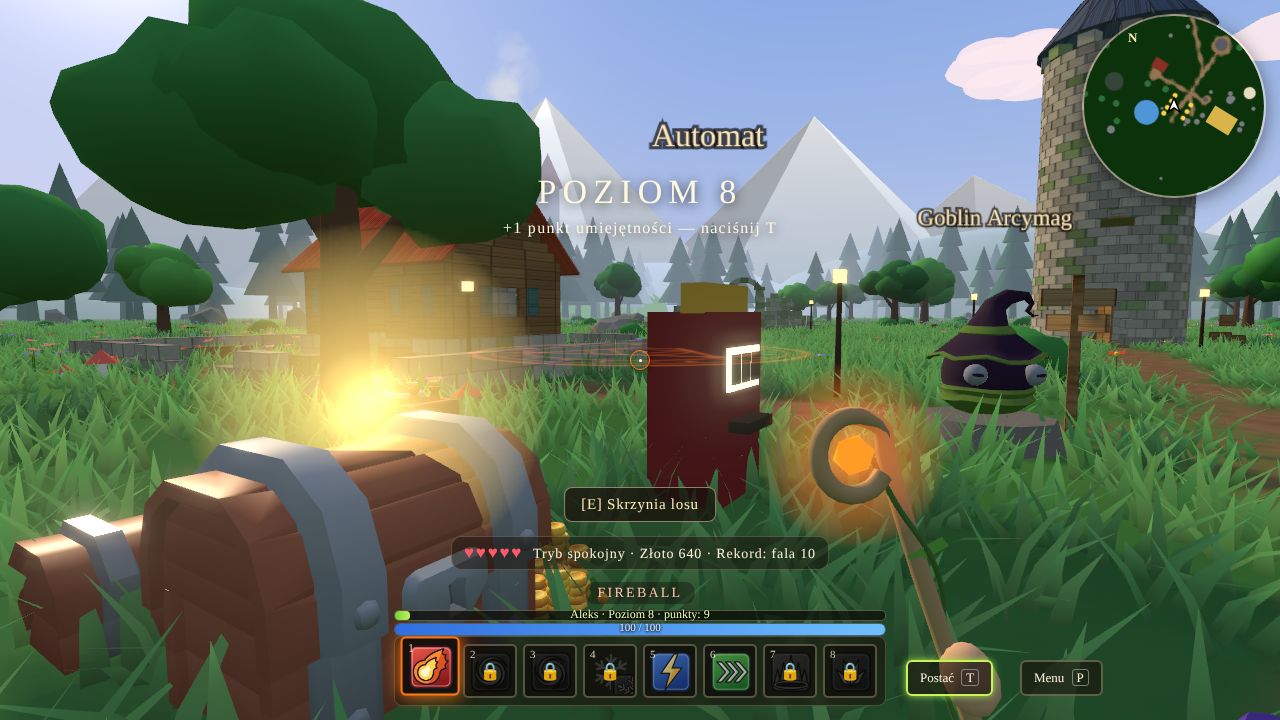 N
Automat
POZIOM 8
+1 punkt umiejętności — naciśnij T
Goblin Arcymag
[E] Skrzynia losu
♥♥♥♥♥ Tryb spokojny · Złoto 640 · Rekord: fala 10
FIREBALL
Aleks · Poziom 8 · punkty: 9
100 / 100
1 2 3 4 5 6 7 8
Postać T
Menu P